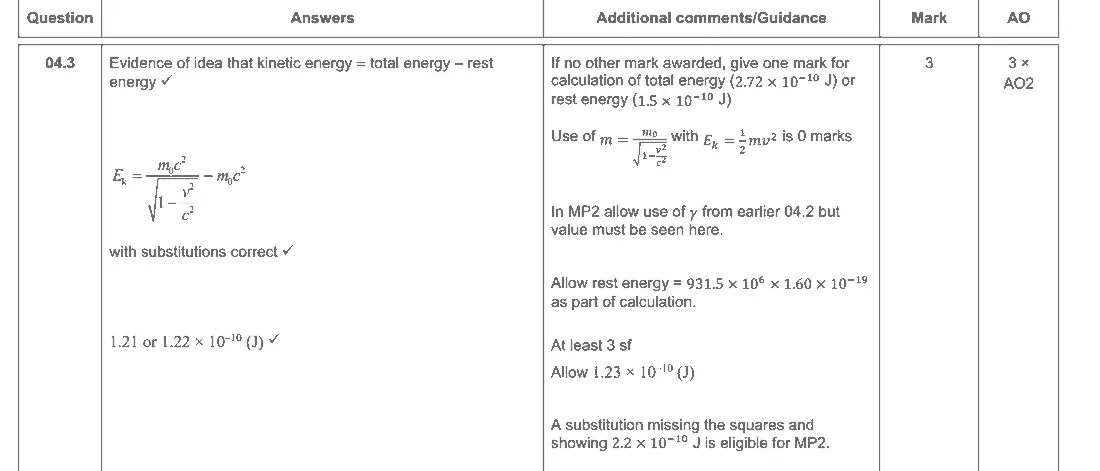 Question Answers Additional comments/Guidance Mark AO
04.3 Evidence of idea that kinetic energy = total energy – rest
energy ✓
If no other mark awarded, give one mark for
calculation of total energy (2.72 × 10⁻¹⁰ J) or
rest energy (1.5 × 10⁻¹⁰ J)
3
3 ×
AO2
Use of m = m₀/√(1−v²/c²) with Eₖ = ½mv² is 0 marks
Eₖ = m₀c²/√(1 − v²/c²) − m₀c²
In MP2 allow use of γ from earlier 04.2 but
value must be seen here.
with substitutions correct ✓
Allow rest energy = 931.5 × 10⁶ × 1.60 × 10⁻¹⁹
as part of calculation.
1.21 or 1.22 × 10⁻¹⁰ (J) ✓
At least 3 sf
Allow 1.23 × 10⁻¹⁰ (J)
A substitution missing the squares and
showing 2.2 × 10⁻¹⁰ J is eligible for MP2.